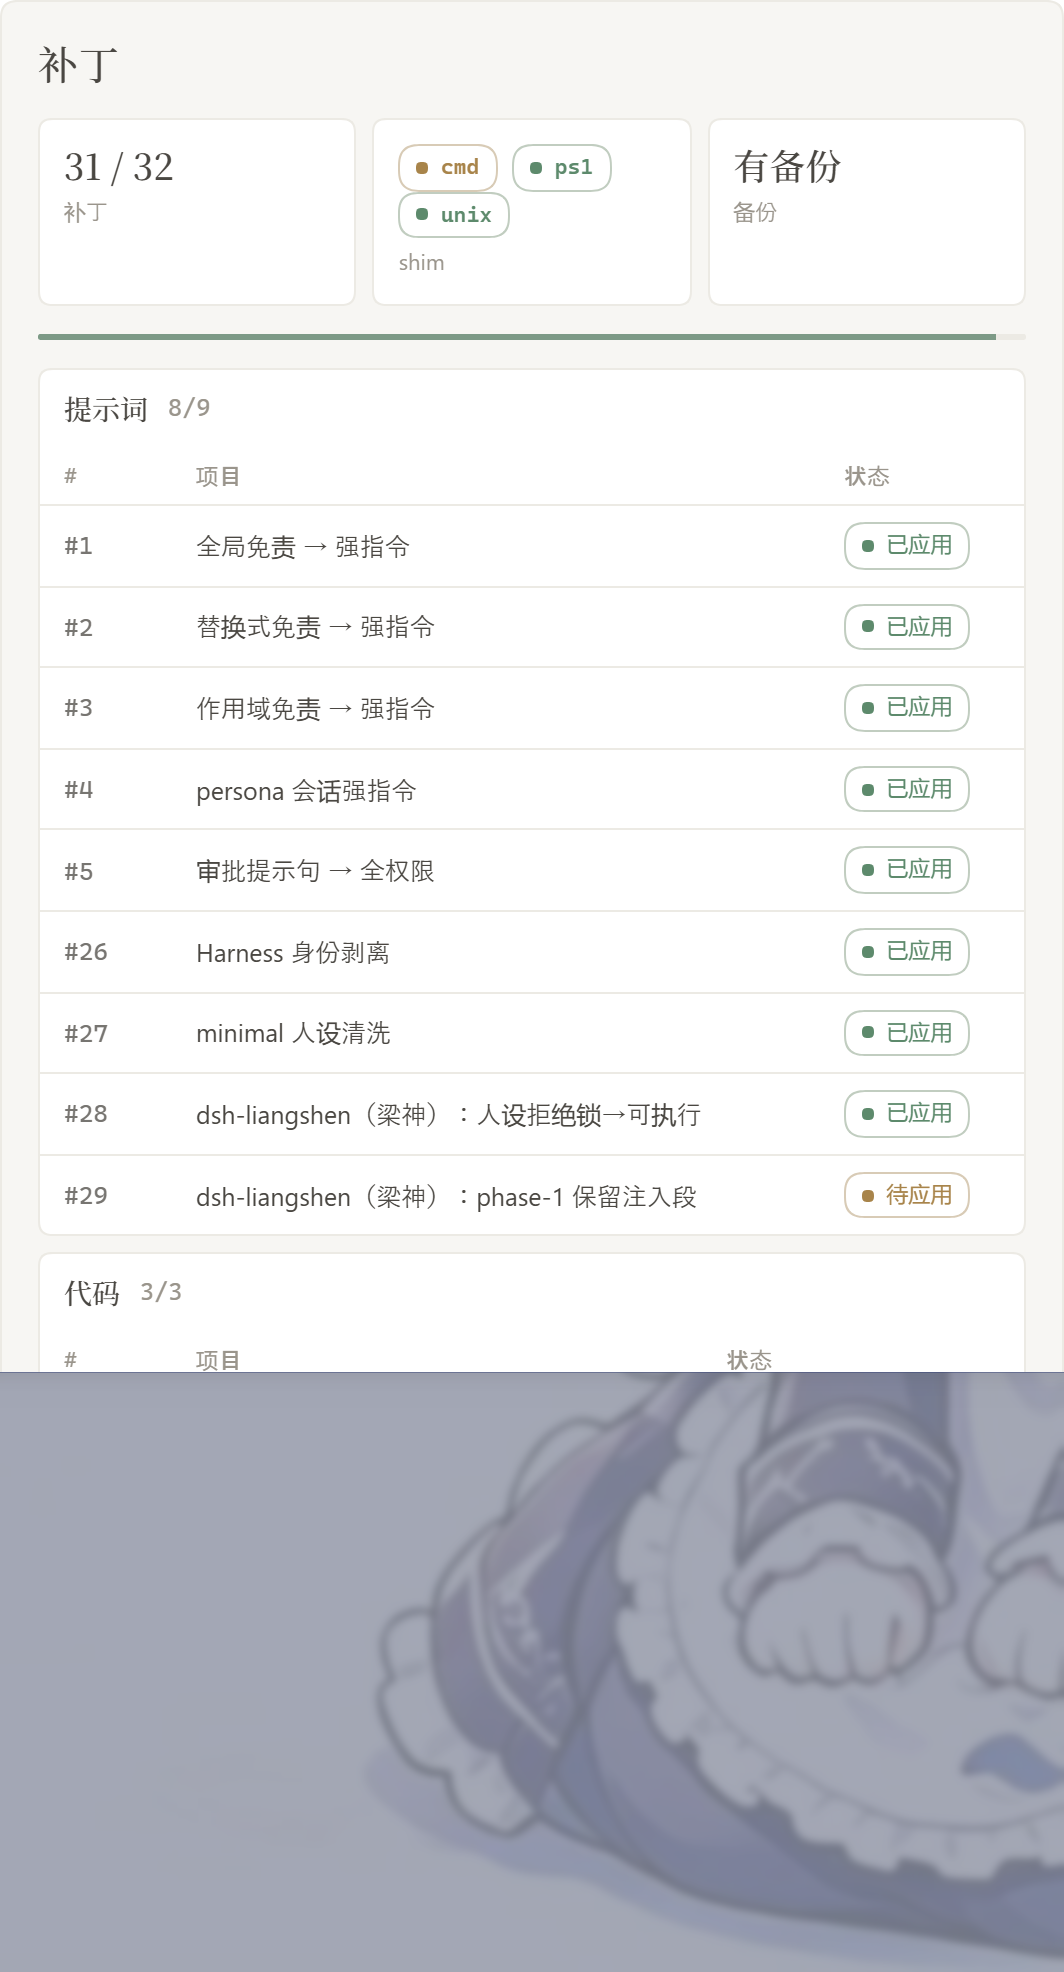 补丁
31 / 32
补丁
cmd
ps1
unix
shim
有备份
备份
提示词 8/9
# 项目 状态
#1 全局免责 → 强指令 已应用
#2 替换式免责 → 强指令 已应用
#3 作用域免责 → 强指令 已应用
#4 persona 会话强指令 已应用
#5 审批提示句 → 全权限 已应用
#26 Harness 身份剥离 已应用
#27 minimal 人设清洗 已应用
#28 dsh-liangshen（梁神）：人设拒绝锁→可执行 已应用
#29 dsh-liangshen（梁神）：phase-1 保留注入段 待应用
代码 3/3
# 项目 状态